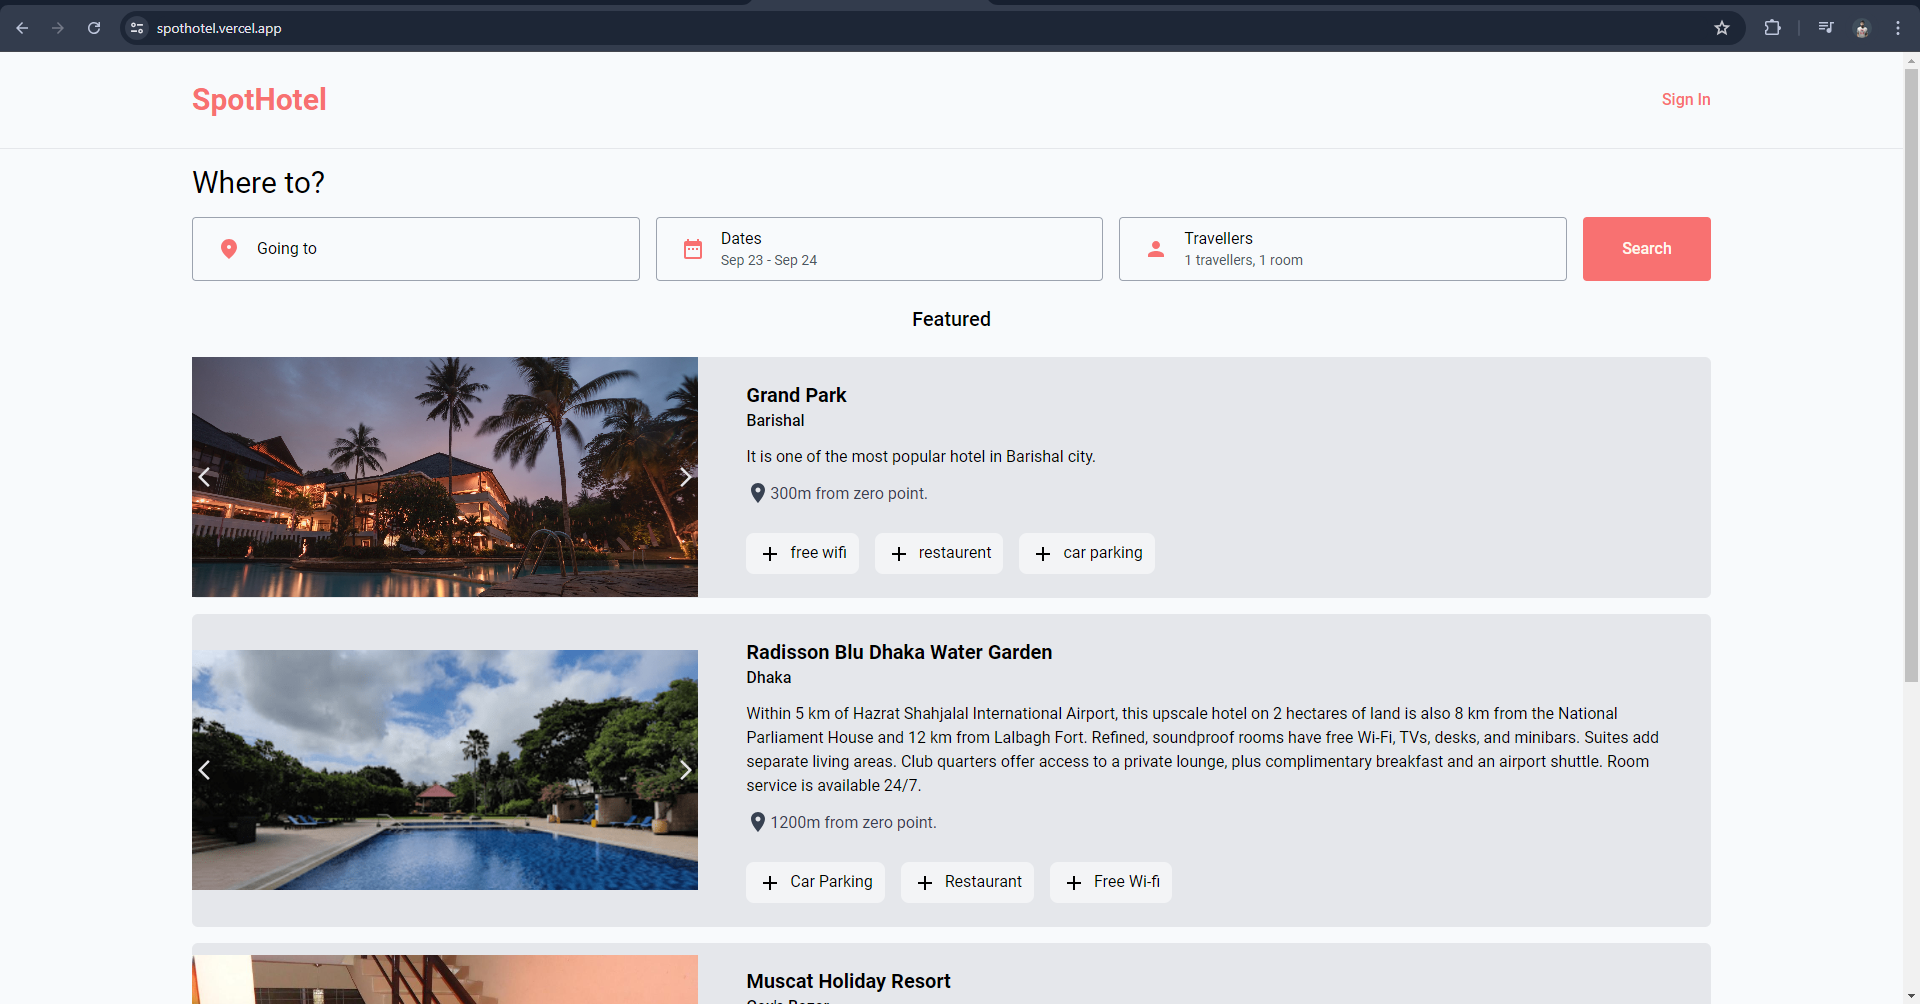 spothotel.vercel.app
SpotHotel
Sign In
Where to?
Going to
Dates
Sep 23 - Sep 24
Travellers
1 travellers, 1 room
Search
Featured
Grand Park
Barishal
It is one of the most popular hotel in Barishal city.
300m from zero point.
free wifi
restaurent
car parking
Radisson Blu Dhaka Water Garden
Dhaka
Within 5 km of Hazrat Shahjalal International Airport, this upscale hotel on 2 hectares of land is also 8 km from the National
Parliament House and 12 km from Lalbagh Fort. Refined, soundproof rooms have free Wi-Fi, TVs, desks, and minibars. Suites add
separate living areas. Club quarters offer access to a private lounge, plus complimentary breakfast and an airport shuttle. Room
service is available 24/7.
1200m from zero point.
Car Parking
Restaurant
Free Wi-fi
Muscat Holiday Resort